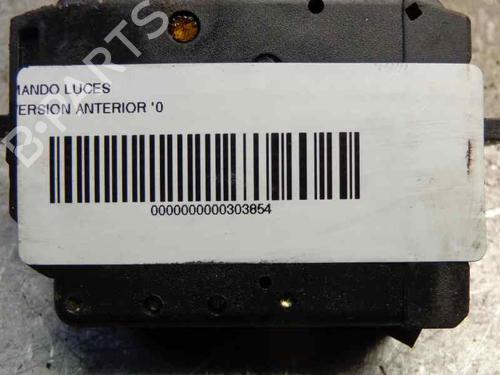 MANDO LUCES
VERSION ANTERIOR '0
0000000000303854
B-PARTS